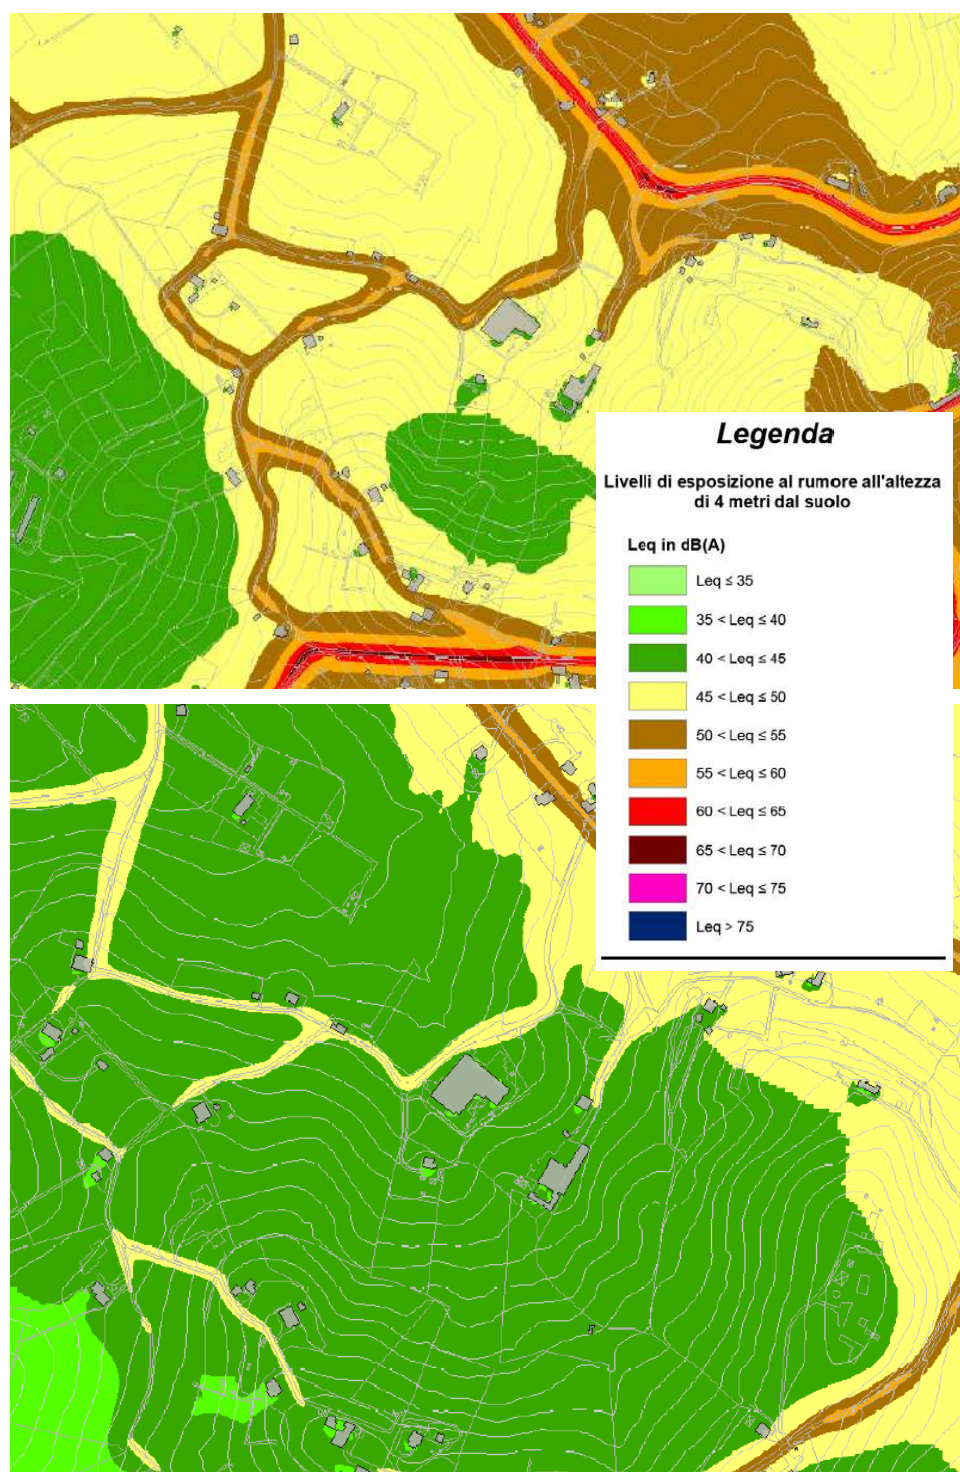 Legenda
Livelli di esposizione al rumore all'altezza
di 4 metri dal suolo
Leq in dB(A)
Leq ≤ 35
35 < Leq ≤ 40
40 < Leq ≤ 45
45 < Leq ≤ 50
50 < Leq ≤ 55
55 < Leq ≤ 60
60 < Leq ≤ 65
65 < Leq ≤ 70
70 < Leq ≤ 75
Leq > 75